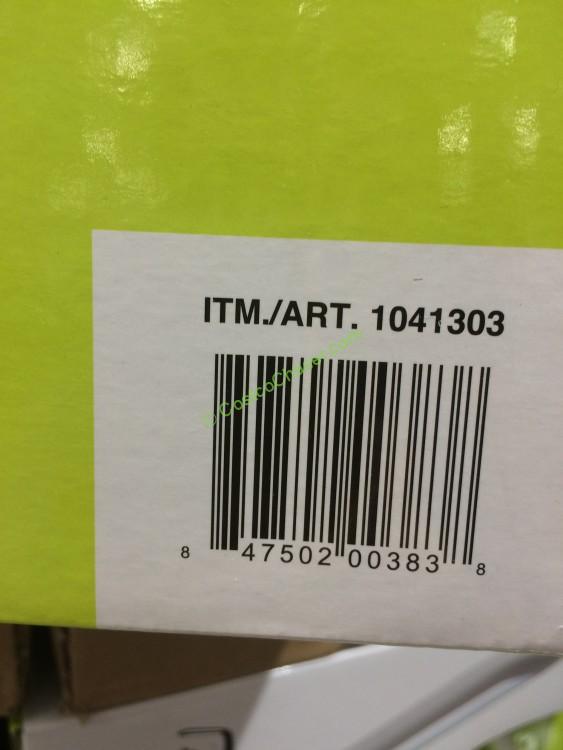 ITM./ART. 1041303
© CostcoChaser.com
8 47502 00383 8